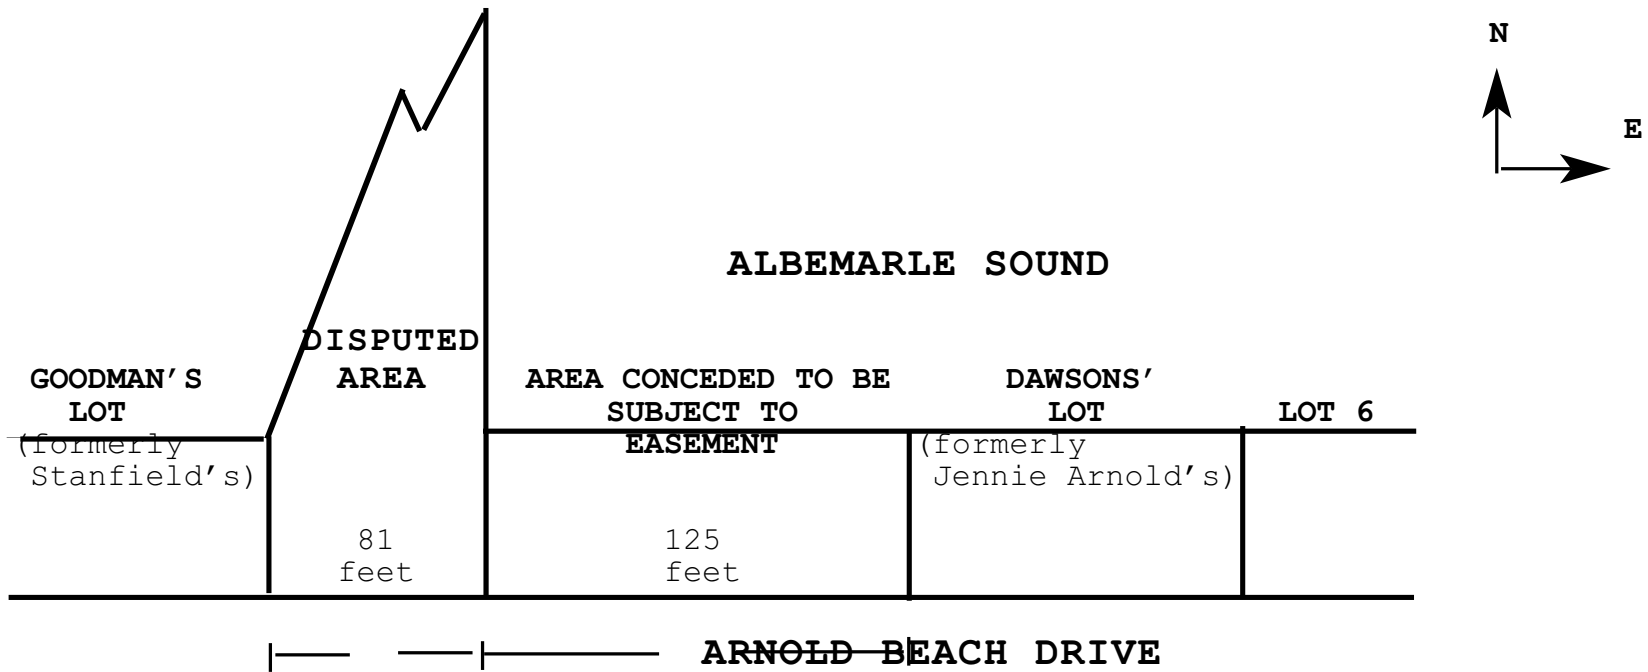 N
E
ALBEMARLE SOUND
DISPUTED
AREA
GOODMAN'S
LOT
(formerly
Stanfield's)
AREA CONCEDED TO BE
SUBJECT TO
EASEMENT
DAWSONS'
LOT
(formerly
Jennie Arnold's)
LOT 6
81
feet
125
feet
ARNOLD BEACH DRIVE